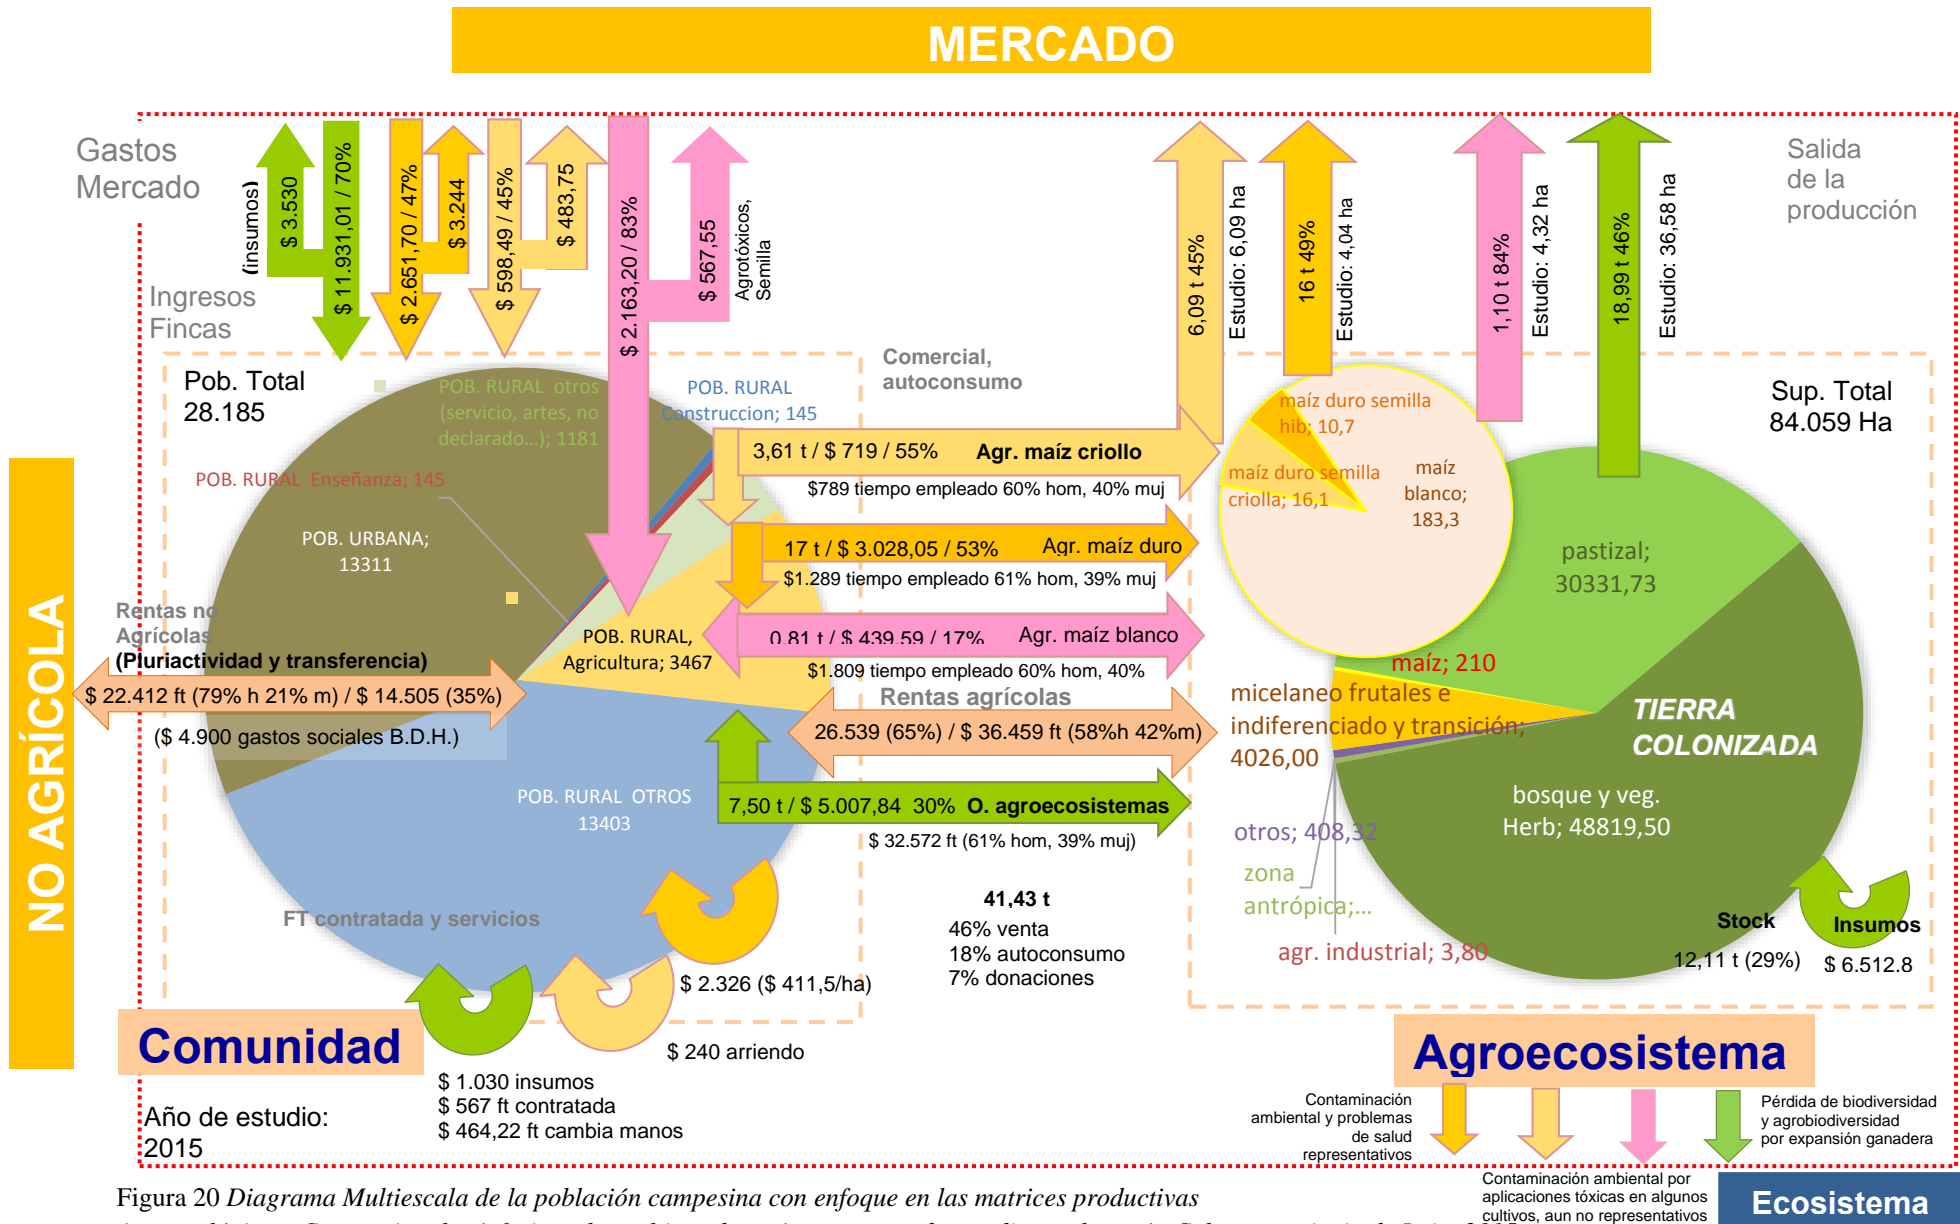 MERCADO
Gastos
Mercado
(insumos)
$ 3.530
$ 11.931,01 / 70%
$ 2.651,70 / 47%
$ 3.244
$ 598,49 / 45%
$ 483,75
$ 2.163,20 / 83%
$ 567,55
Agrotóxicos,
Semilla
6,09 t 45%
Estudio: 6,09 ha
16 t 49%
Estudio: 4,04 ha
1,10 t 84%
Estudio: 4,32 ha
18,99 t 46%
Estudio: 36,58 ha
Salida
de la
producción
Ingresos
Fincas
Pob. Total
28.185
POB. RURAL otros
(servicio, artes, no
declarado...); 1181
POB. RURAL
Construccion; 145
POB. RURAL Enseñanza; 145
POB. URBANA;
13311
POB. RURAL,
Agricultura; 3467
POB. RURAL OTROS
13403
Comercial,
autoconsumo
3,61 t / $ 719 / 55% Agr. maíz criollo
$789 tiempo empleado 60% hom, 40% muj
17 t / $ 3.028,05 / 53% Agr. maíz duro
$1.289 tiempo empleado 61% hom, 39% muj
0.81 t / $ 439.59 / 17% Agr. maíz blanco
$1.809 tiempo empleado 60% hom, 40%
Rentas agrícolas
26.539 (65%) / $ 36.459 ft (58%h 42%m)
7,50 t / $ 5.007,84 30% O. agroecosistemas
$ 32.572 ft (61% hom, 39% muj)
41,43 t
46% venta
18% autoconsumo
7% donaciones
NO AGRÍCOLA
Rentas no
Agrícolas
(Pluriactividad y transferencia)
$ 22.412 ft (79% h 21% m) / $ 14.505 (35%)
($ 4.900 gastos sociales B.D.H.)
FT contratada y servicios
$ 2.326 ($ 411,5/ha)
$ 240 arriendo
$ 1.030 insumos
$ 567 ft contratada
$ 464,22 ft cambia manos
Comunidad
Año de estudio:
2015
Sup. Total
84.059 Ha
maíz duro semilla
hib; 10,7
maíz duro semilla
criolla; 16,1
maíz
blanco;
183,3
pastizal;
30331,73
maíz; 210
micelaneo frutales e
indiferenciado y transición;
4026,00
TIERRA
COLONIZADA
bosque y veg.
Herb; 48819,50
otros; 408,32
zona
antrópica;...
agr. industrial; 3,80
Stock
12,11 t (29%)
Insumos
$ 6.512.8
Agroecosistema
Contaminación
ambiental y problemas
de salud
representativos
Pérdida de biodiversidad
y agrobiodiversidad
por expansión ganadera
Contaminación ambiental por
aplicaciones tóxicas en algunos
cultivos, aun no representativos
Ecosistema
Figura 20 Diagrama Multiescala de la población campesina con enfoque en las matrices productivas